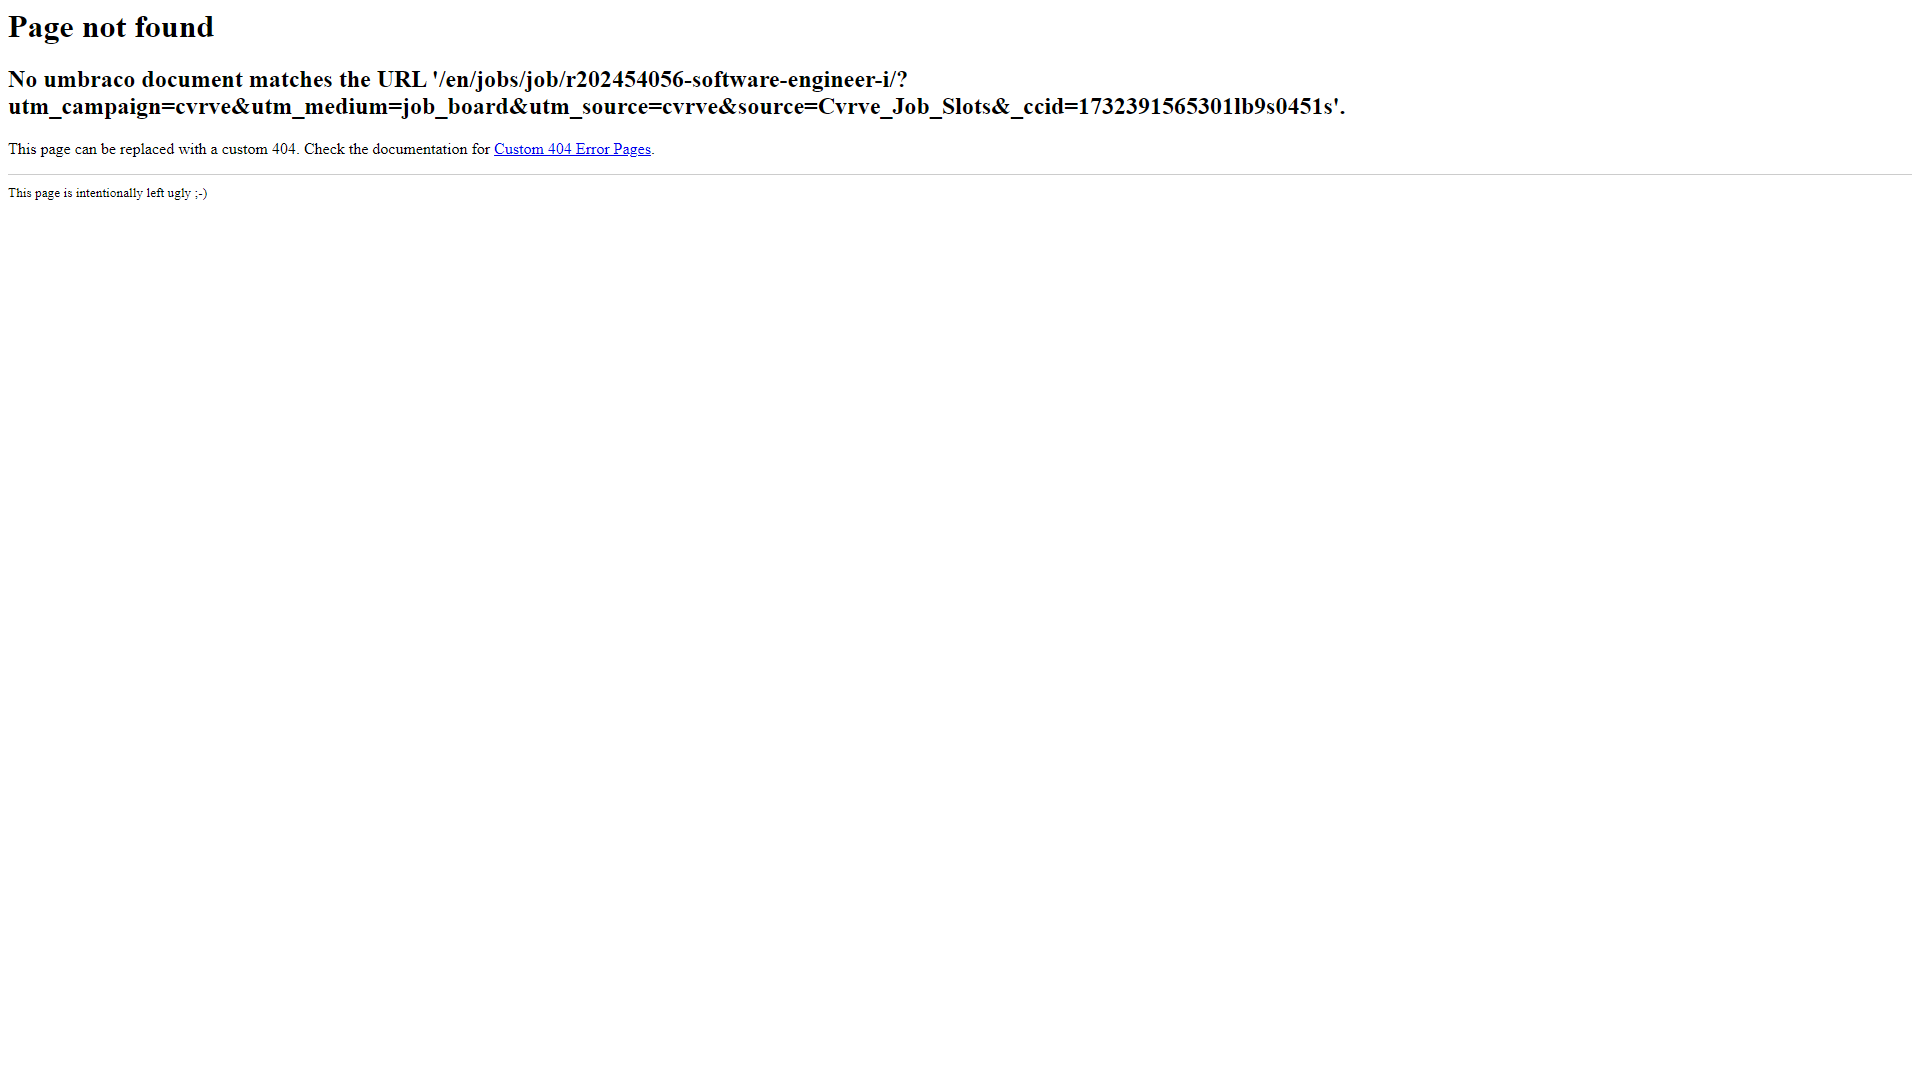 Page not found
No umbraco document matches the URL '/en/jobs/job/r202454056-software-engineer-i/?
utm_campaign=cvrve&utm_medium=job_board&utm_source=cvrve&source=Cvrve_Job_Slots&_ccid=1732391565301lb9s0451s'.
This page can be replaced with a custom 404. Check the documentation for Custom 404 Error Pages.
This page is intentionally left ugly ;-)